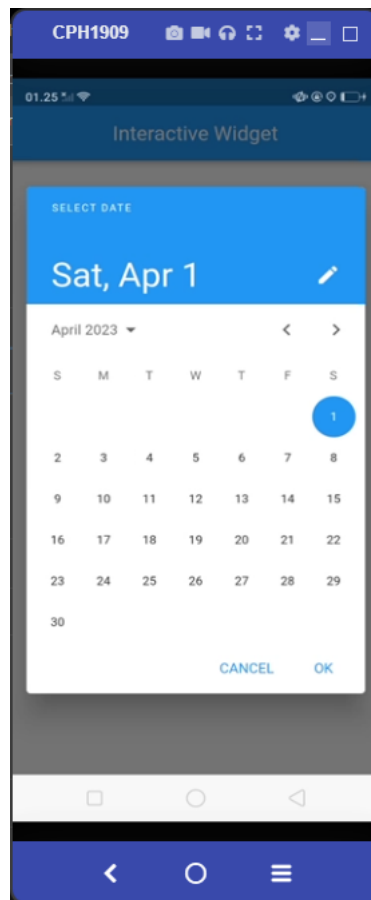 CPH1909
01.25
Interactive Widget
SELECT DATE
Sat, Apr 1
April 2023
S M T W T F S
1
2 3 4 5 6 7 8
9 10 11 12 13 14 15
16 17 18 19 20 21 22
23 24 25 26 27 28 29
30
CANCEL OK